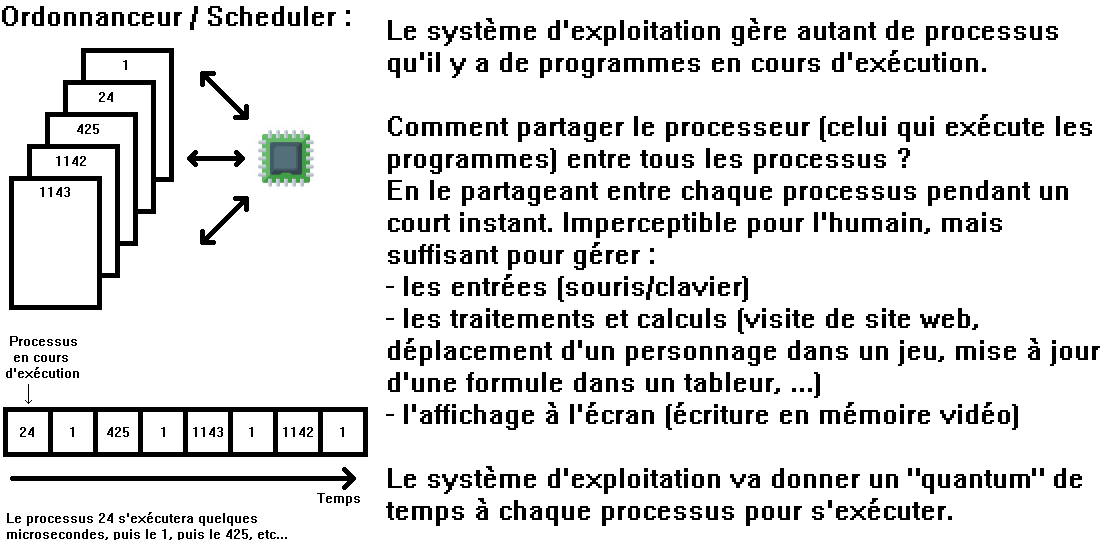 Ordonnanceur / Scheduler :
1
24
425
1142
1143
Processus
en cours
d'exécution
24 1 425 1 1143 1 1142 1
Temps
Le processus 24 s'exécutera quelques
microsecondes, puis le 1, puis le 425, etc...
Le système d'exploitation gère autant de processus
qu'il y a de programmes en cours d'exécution.
Comment partager le processeur (celui qui exécute les
programmes) entre tous les processus ?
En le partageant entre chaque processus pendant un
court instant. Imperceptible pour l'humain, mais
suffisant pour gérer :
- les entrées (souris/clavier)
- les traitements et calculs (visite de site web,
déplacement d'un personnage dans un jeu, mise à jour
d'une formule dans un tableur, ...)
- l'affichage à l'écran (écriture en mémoire vidéo)
Le système d'exploitation va donner un "quantum" de
temps à chaque processus pour s'exécuter.